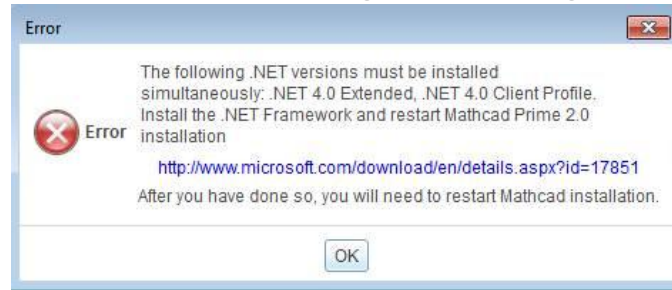 Error
The following .NET versions must be installed
simultaneously: .NET 4.0 Extended, .NET 4.0 Client Profile.
Install the .NET Framework and restart Mathcad Prime 2.0
Error installation
http://www.microsoft.com/download/en/details.aspx?id=17851
After you have done so, you will need to restart Mathcad installation.
OK